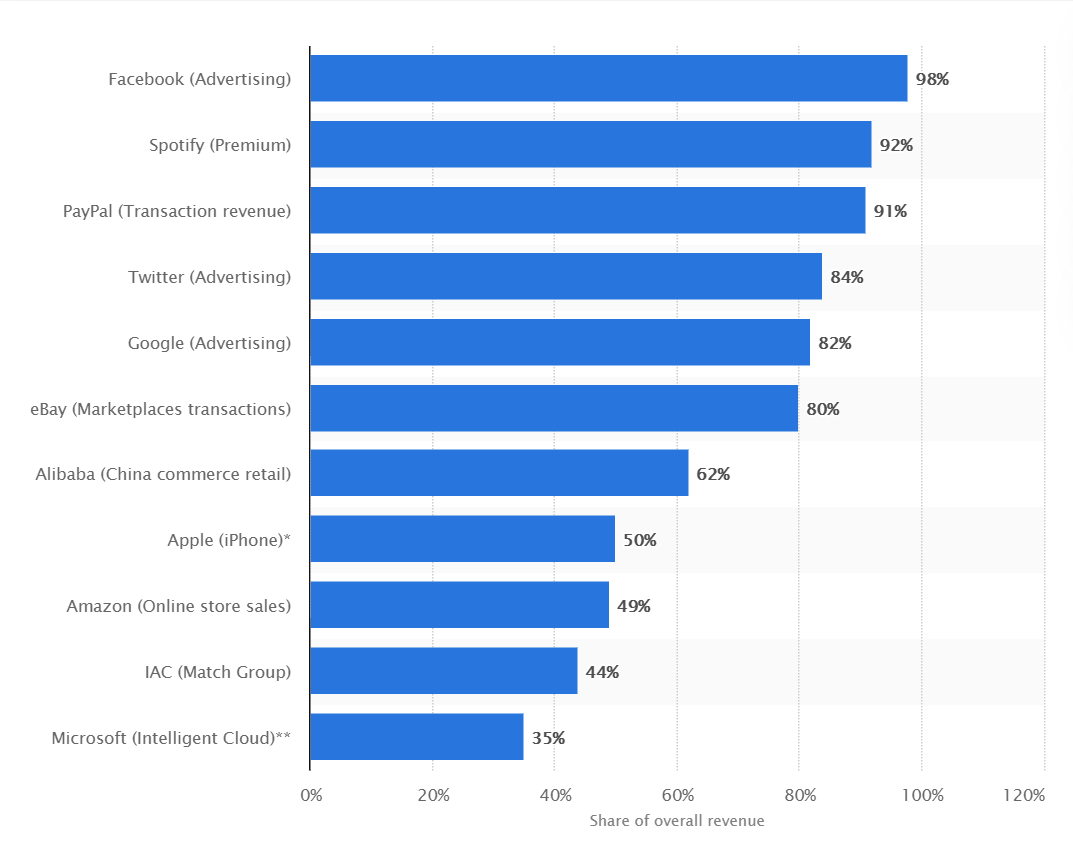 Facebook (Advertising) 98%
Spotify (Premium) 92%
PayPal (Transaction revenue) 91%
Twitter (Advertising) 84%
Google (Advertising) 82%
eBay (Marketplaces transactions) 80%
Alibaba (China commerce retail) 62%
Apple (iPhone)* 50%
Amazon (Online store sales) 49%
IAC (Match Group) 44%
Microsoft (Intelligent Cloud)** 35%
0% 20% 40% 60% 80% 100% 120%
Share of overall revenue